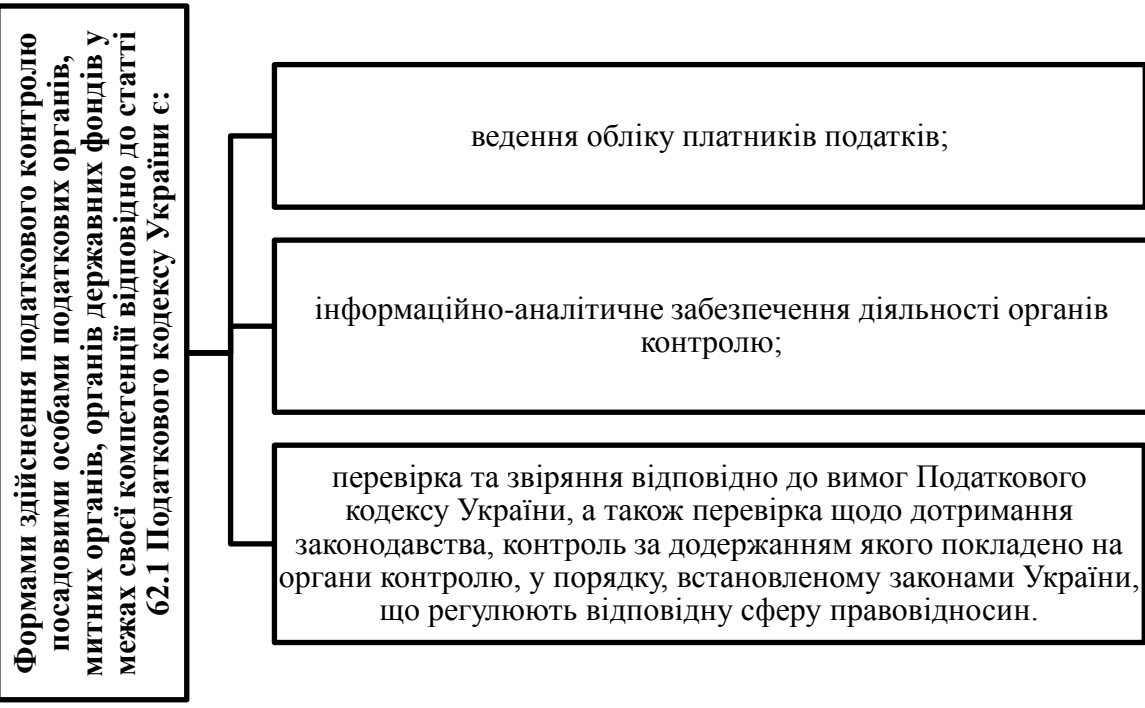 Формами здійснення податкового контролю
посадовими особами податкових органів,
митних органів, органів державних фондів у
межах своєї компетенції відповідно до статті
62.1 Податкового кодексу України є:
ведення обліку платників податків;
інформаційно-аналітичне забезпечення діяльності органів
контролю;
перевірка та звіряння відповідно до вимог Податкового
кодексу України, а також перевірка щодо дотримання
законодавства, контроль за додержанням якого покладено на
органи контролю, у порядку, встановленому законами України,
що регулюють відповідну сферу правовідносин.